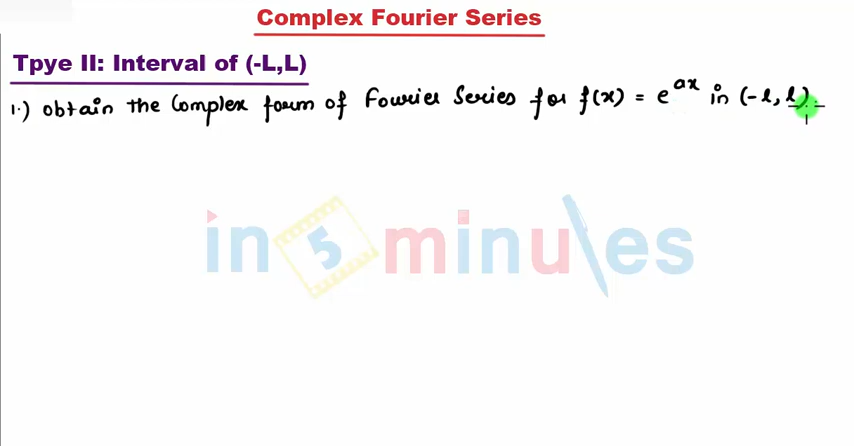 Complex Fourier Series
Tpye II: Interval of (-L,L)
1.) obtain the Complex form of Fourier Series for f(x) = e^ax in (-l, l).
in 5 minutes